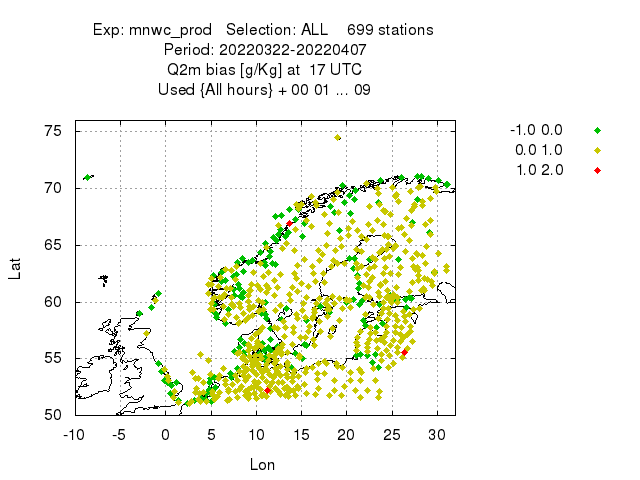 Exp: mnwc_prod Selection: ALL 699 stations
Period: 20220322-20220407
Q2m bias [g/Kg] at 17 UTC
Used {All hours} + 00 01 ... 09
-1.0 0.0
0.0 1.0
1.0 2.0
75
70
65
60
55
50
Lat
-10 -5 0 5 10 15 20 25 30
Lon